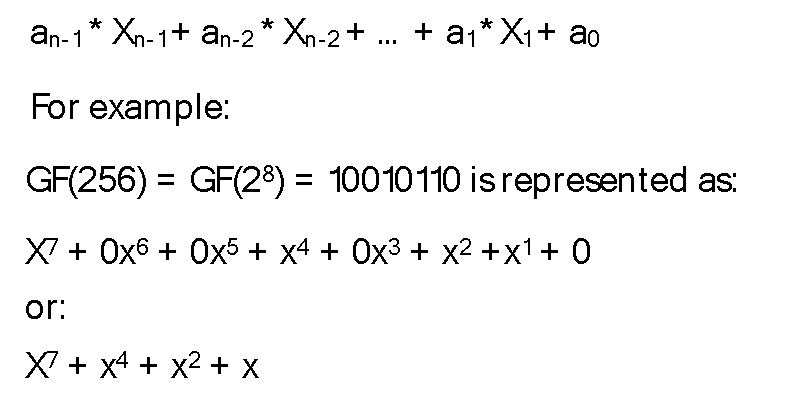 aₙ₋₁* Xₙ₋₁+ aₙ₋₂* Xₙ₋₂+ ... + a₁* X₁+ a₀
For example:
GF(256) = GF(2⁸) = 10010110 is represented as:
X⁷ + 0x⁶ + 0x⁵ + x⁴ + 0x³ + x² +x¹ + 0
or:
X⁷ + x⁴ + x² + x